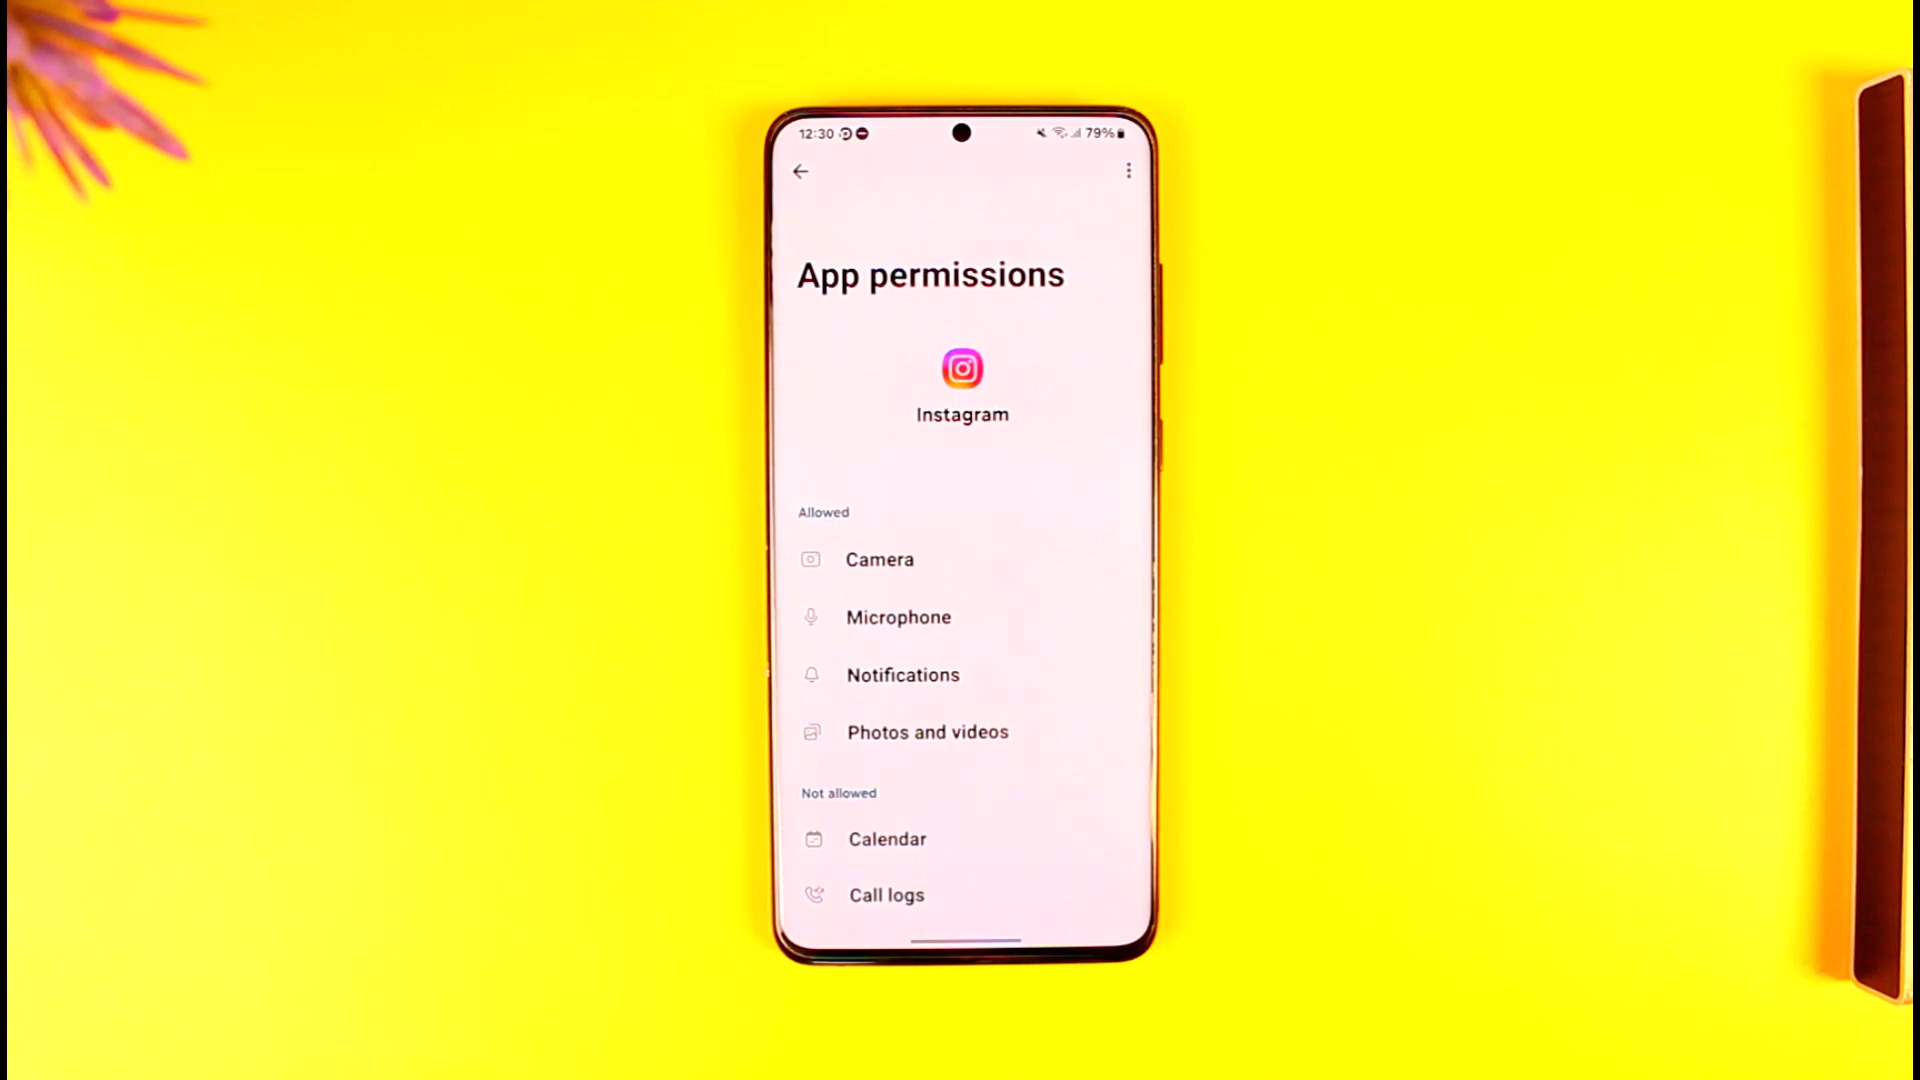 12:30 79%
App permissions
Instagram
Allowed
Camera
Microphone
Notifications
Photos and videos
Not allowed
Calendar
Call logs